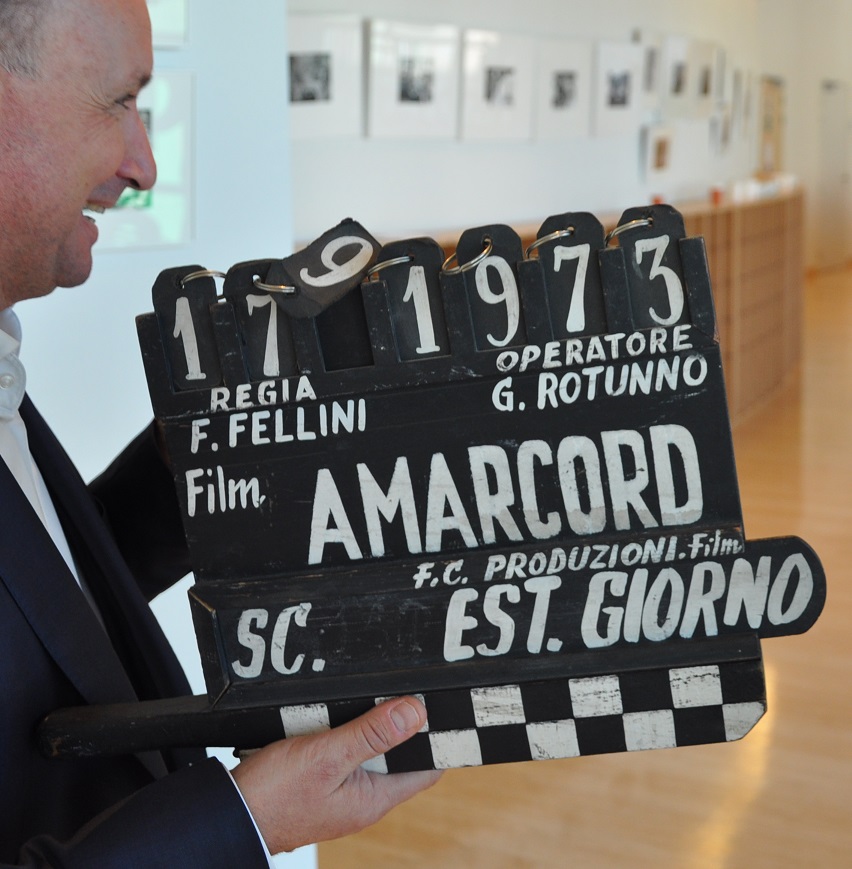 1 7 9 1 9 7 3
REGIA
OPERATORE
F. FELLINI
G. ROTUNNO
Film
AMARCORD
F.C. PRODUZIONI. Film
SC.
EST. GIORNO